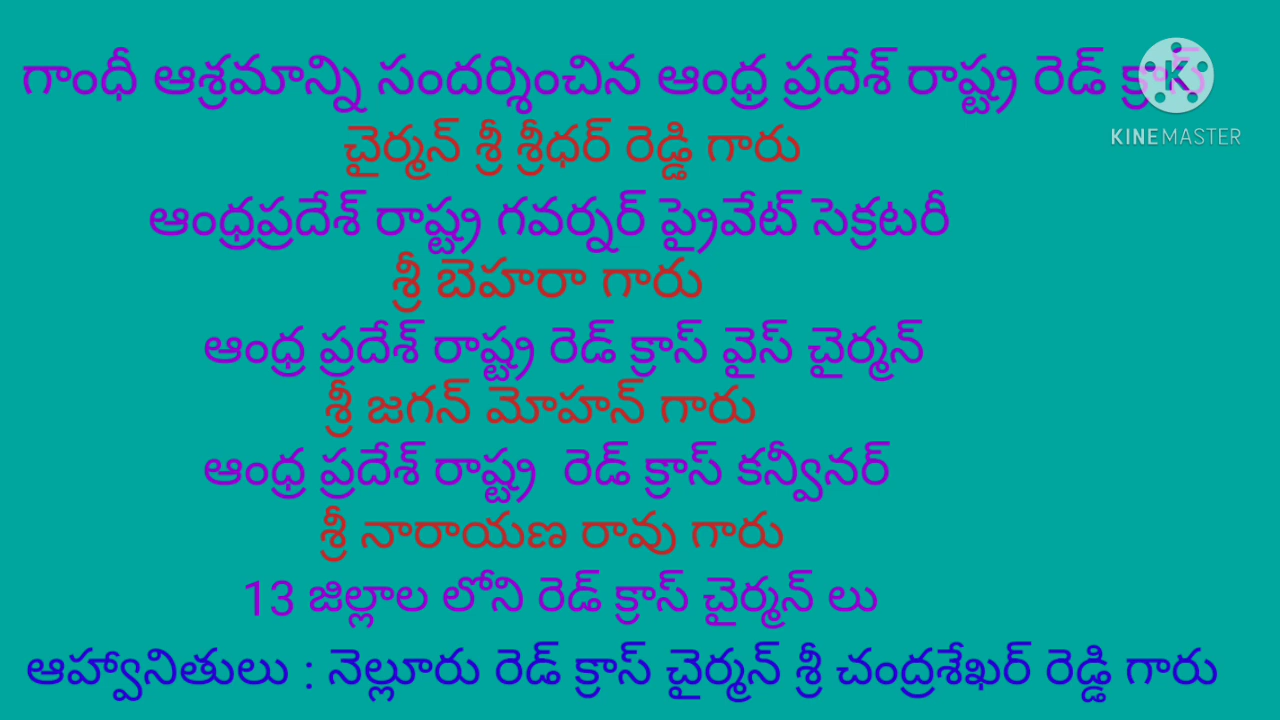 గాంధీ ఆశ్రమాన్ని సందర్శించిన ఆంధ్ర ప్రదేశ్ రాష్ట్ర రెడ్ క్రాస్
KINEMASTER
చైర్మన్ శ్రీ శ్రీధర్ రెడ్డి గారు
ఆంధ్రప్రదేశ్ రాష్ట్ర గవర్నర్ ప్రైవేట్ సెక్రటరీ
శ్రీ బెహరా గారు
ఆంధ్ర ప్రదేశ్ రాష్ట్ర రెడ్ క్రాస్ వైస్ చైర్మన్
శ్రీ జగన్ మోహన్ గారు
ఆంధ్ర ప్రదేశ్ రాష్ట్ర రెడ్ క్రాస్ కన్వీనర్
శ్రీ నారాయణ రావు గారు
13 జిల్లాల లోని రెడ్ క్రాస్ చైర్మన్ లు
ఆహ్వానితులు : నెల్లూరు రెడ్ క్రాస్ చైర్మన్ శ్రీ చంద్రశేఖర్ రెడ్డి గారు